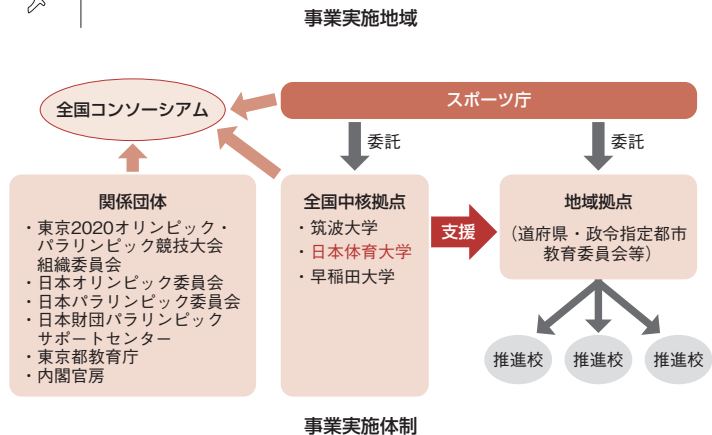 事業実施地域
全国コンソーシアム
スポーツ庁
委託
委託
関係団体
・東京2020オリンピック・
パラリンピック競技大会
組織委員会
・日本オリンピック委員会
・日本パラリンピック委員会
・日本財団パラリンピック
サポートセンター
・東京都教育庁
・内閣官房
全国中核拠点
・筑波大学
・日本体育大学
・早稲田大学
支援
地域拠点
（道府県・政令指定都市
教育委員会等）
推進校
推進校
推進校
事業実施体制